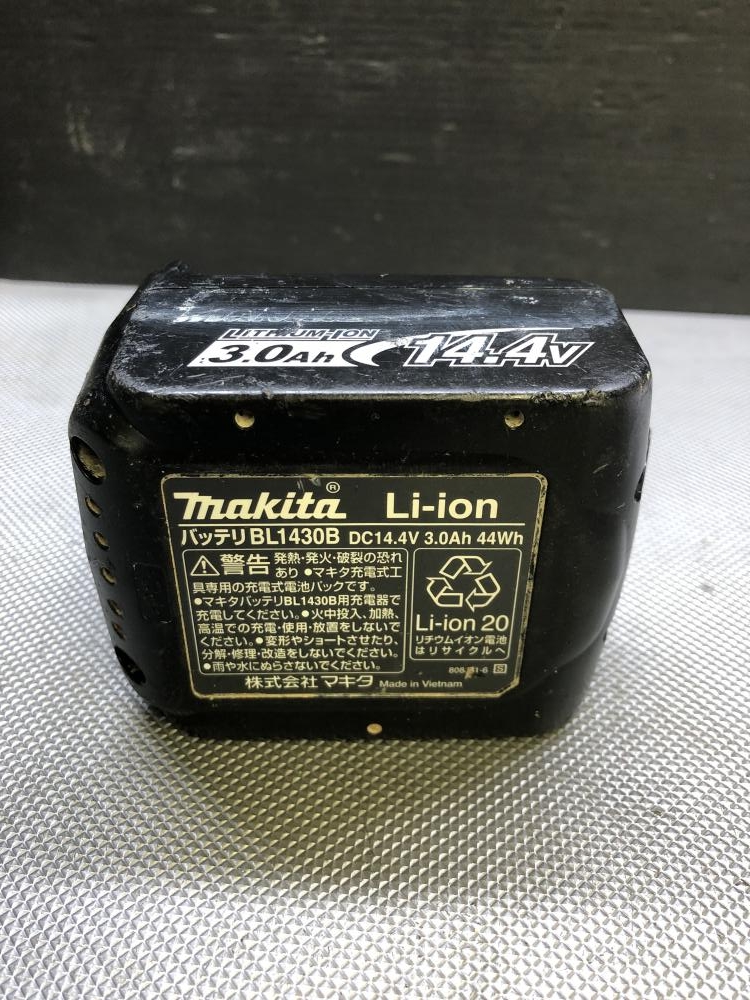 LITHIUM-ION
3.0Ah 14.4V
makita® Li-ion
バッテリBL1430B DC14.4V 3.0Ah 44Wh
⚠警告 発熱・発火・破裂の恐れ
あり ●マキタ充電式工
具専用の充電式電池パックです。
●マキタバッテリBL1430B用充電器で
充電してください。●火中投入、加熱、
高温での充電・使用・放置をしないで
ください。●変形やショートさせたり、
分解・修理・改造をしないでください。
●雨や水にぬらさないでください。
Li-ion 20
リチウムイオン電池
はリサイクルへ
株式会社マキタ Made in Vietnam